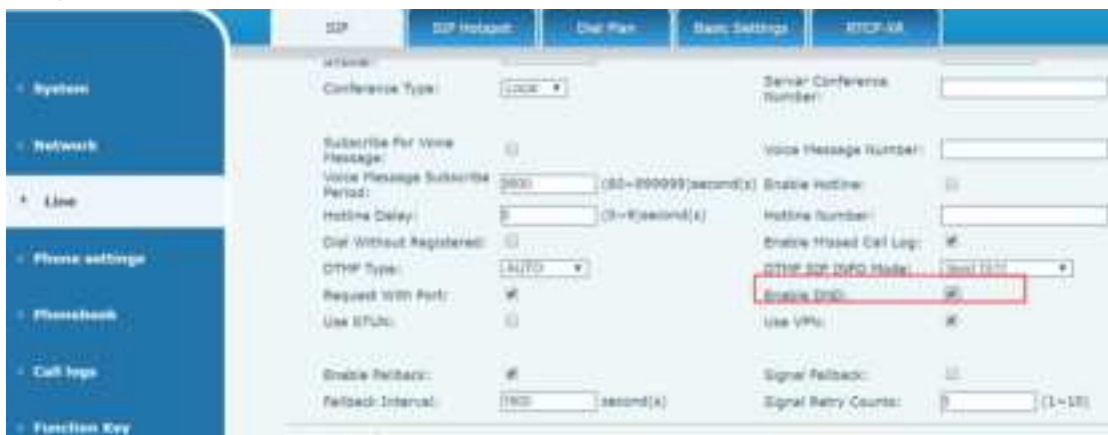 SIP SIP Hotspot Dial Plan Basic Settings RTCP-XR
System
Network
Line
Phone settings
Phonebook
Call logs
Function Key
Conference Type: Local Server Conference Number:
Subscribe For Voice Message: Voice Message Number:
Voice Message Subscribe Period: 3600 (60~999999)second(s) Enable Hotline:
Hotline Delay: (0~9)second(s) Hotline Number:
Dial Without Registered: Enable Missed Call Log:
DTMF Type: AUTO DTMF SIP INFO Mode:
Request With Port: Enable DND:
Use STUN: Use VPN:
Enable Failback: Signal Failback:
Failback Interval: 1800 second(s) Signal Retry Counts: (1~10)